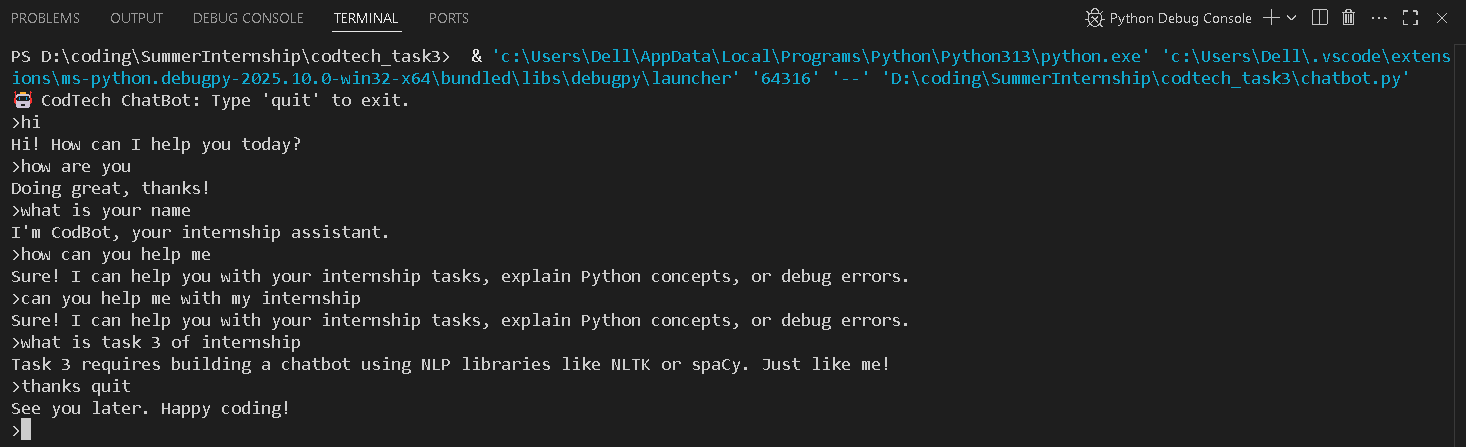 PROBLEMS OUTPUT DEBUG CONSOLE TERMINAL PORTS Python Debug Console
PS D:\coding\SummerInternship\codtech_task3>  & 'c:\Users\Dell\AppData\Local\Programs\Python\Python313\python.exe' 'c:\Users\Dell\.vscode\extens
ions\ms-python.debugpy-2025.10.0-win32-x64\bundled\libs\debugpy\launcher' '64316' '--' 'D:\coding\SummerInternship\codtech_task3\chatbot.py'
🤖 CodTech ChatBot: Type 'quit' to exit.
>hi
Hi! How can I help you today?
>how are you
Doing great, thanks!
>what is your name
I'm CodBot, your internship assistant.
>how can you help me
Sure! I can help you with your internship tasks, explain Python concepts, or debug errors.
>can you help me with my internship
Sure! I can help you with your internship tasks, explain Python concepts, or debug errors.
>what is task 3 of internship
Task 3 requires building a chatbot using NLP libraries like NLTK or spaCy. Just like me!
>thanks quit
See you later. Happy coding!
>